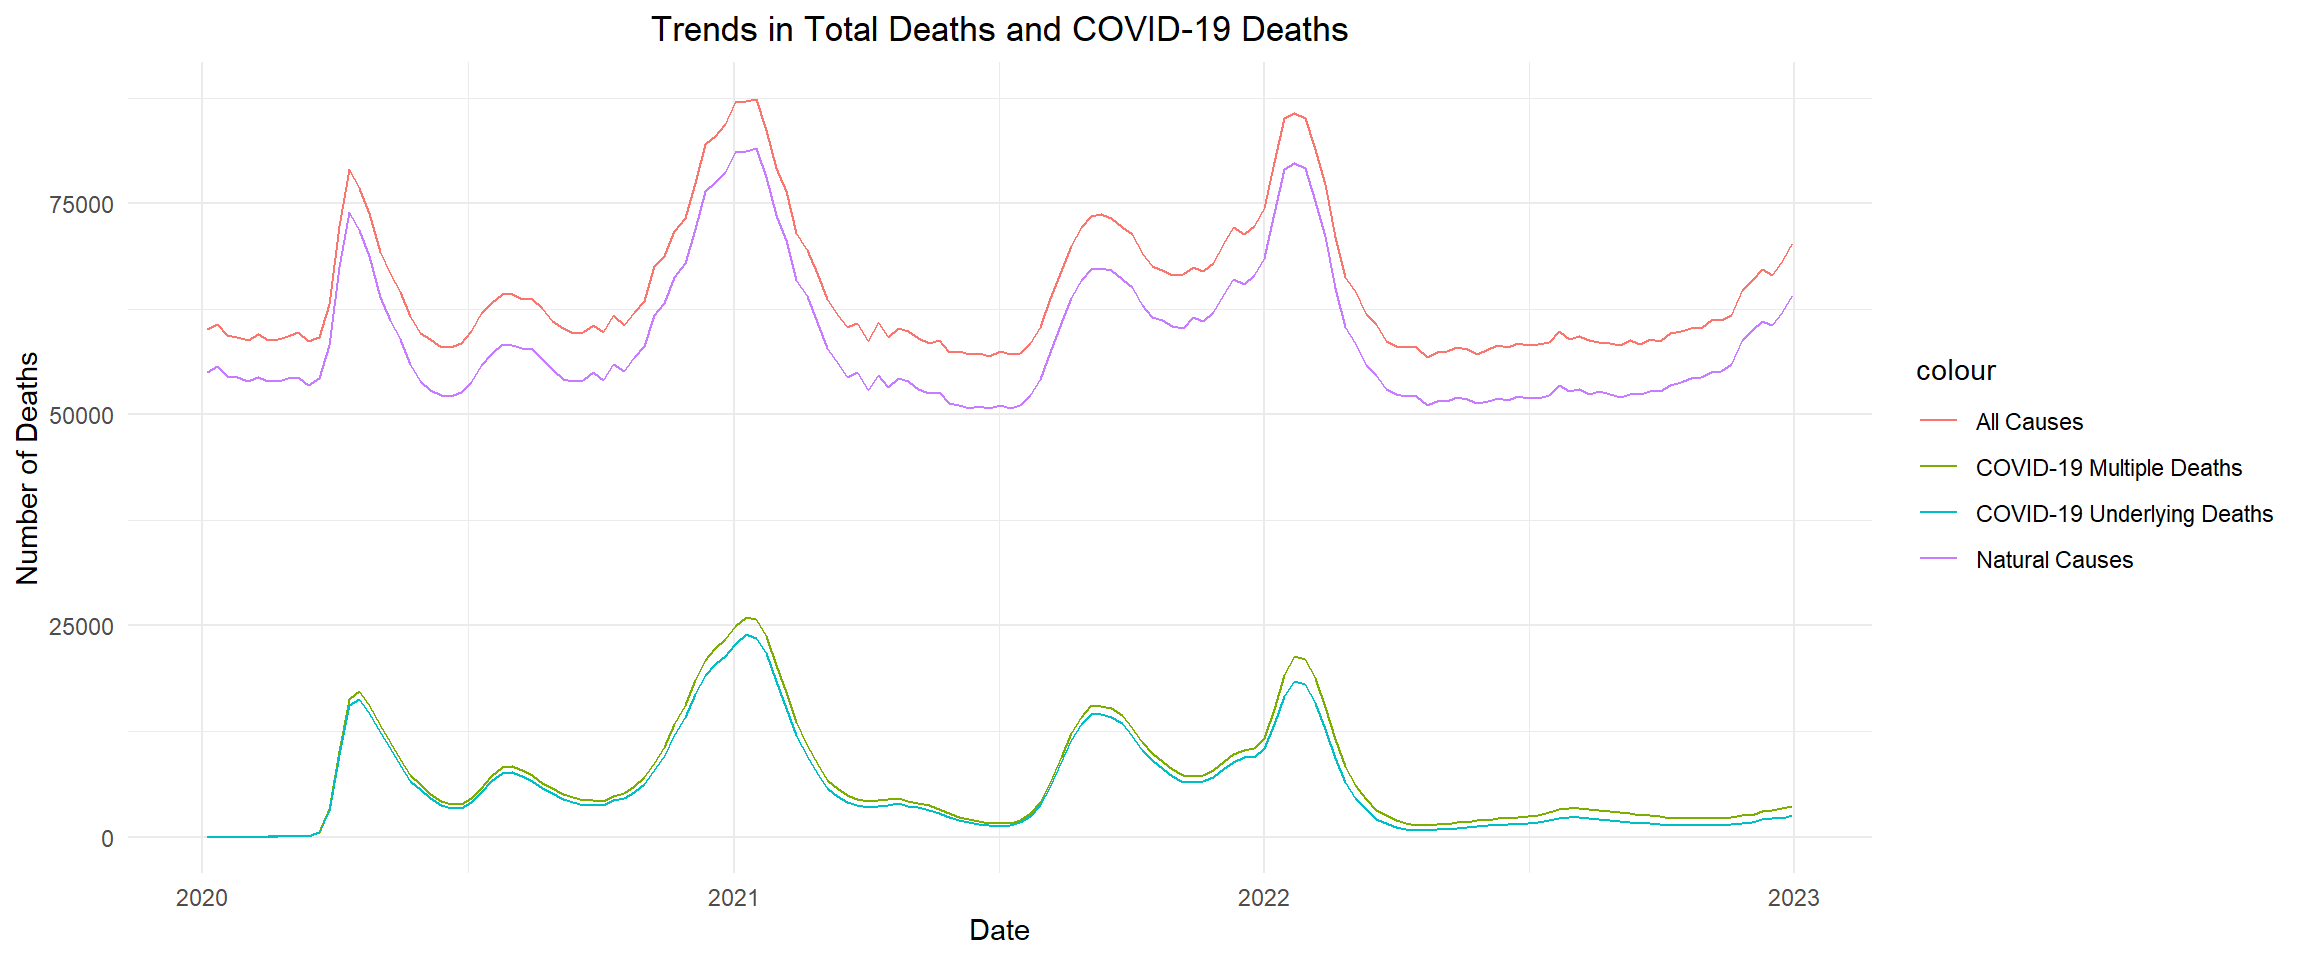 Trends in Total Deaths and COVID-19 Deaths
Number of Deaths
75000
50000
25000
0
2020
2021
2022
2023
Date
colour
All Causes
COVID-19 Multiple Deaths
COVID-19 Underlying Deaths
Natural Causes